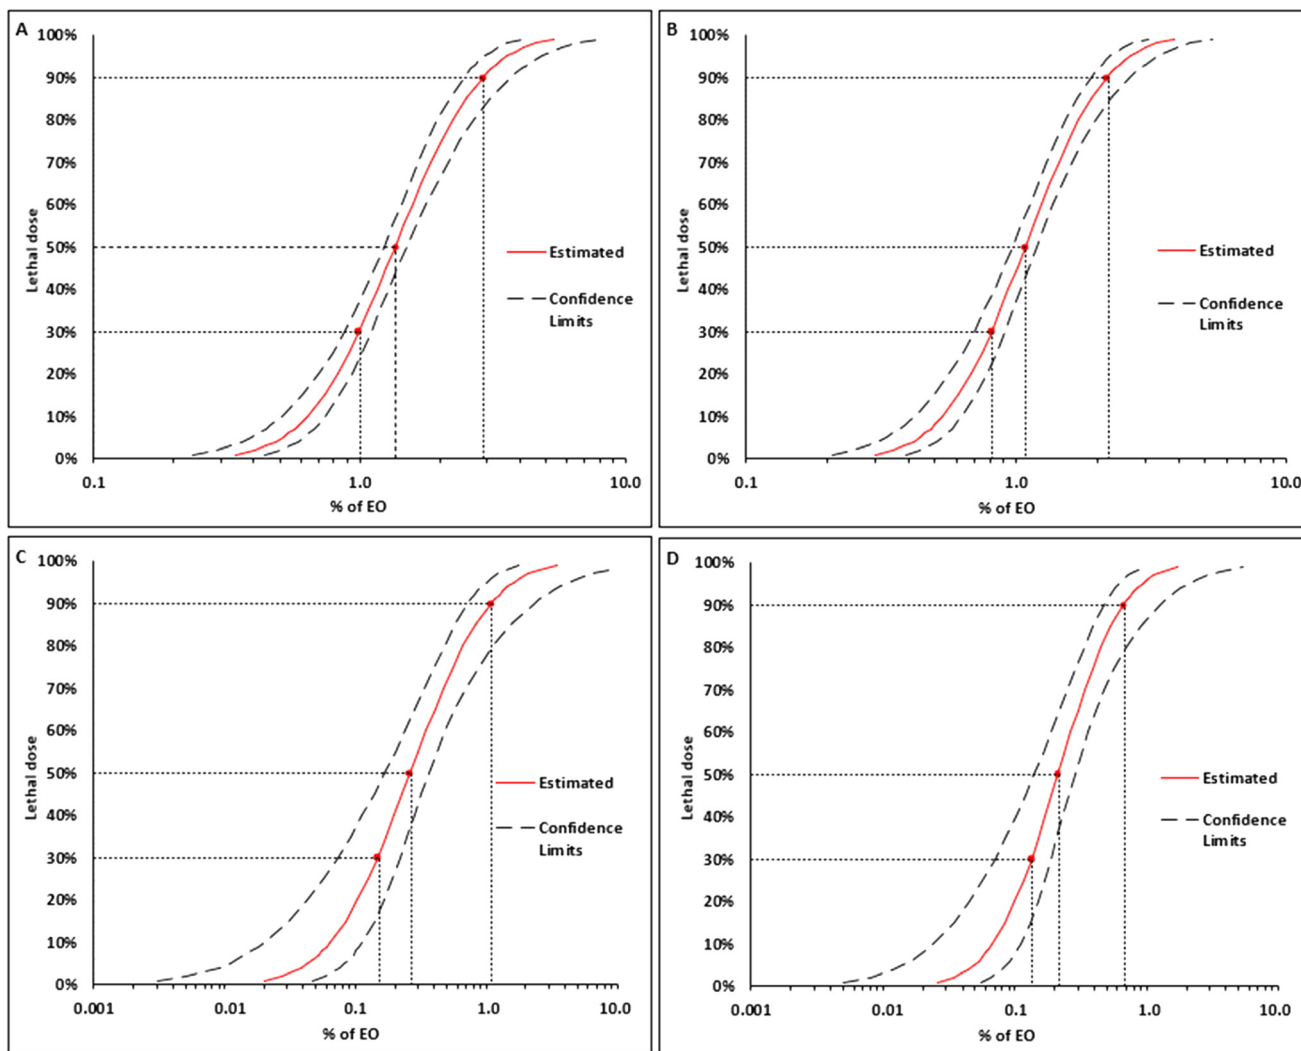 A
100%
90%
80%
70%
60%
50%
40%
30%
20%
10%
0%
Lethal dose
0.1
1.0
10.0
% of EO
Estimated
Confidence
Limits
B
100%
90%
80%
70%
60%
50%
40%
30%
20%
10%
0%
Lethal dose
0.1
1.0
10.0
% of EO
Estimated
Confidence
Limits
C
100%
90%
80%
70%
60%
50%
40%
30%
20%
10%
0%
Lethal dose
0.001
0.01
0.1
1.0
10.0
% of EO
Estimated
Confidence
Limits
D
100%
90%
80%
70%
60%
50%
40%
30%
20%
10%
0%
Lethal dose
0.001
0.01
0.1
1.0
10.0
% of EO
Estimated
Confidence
Limits